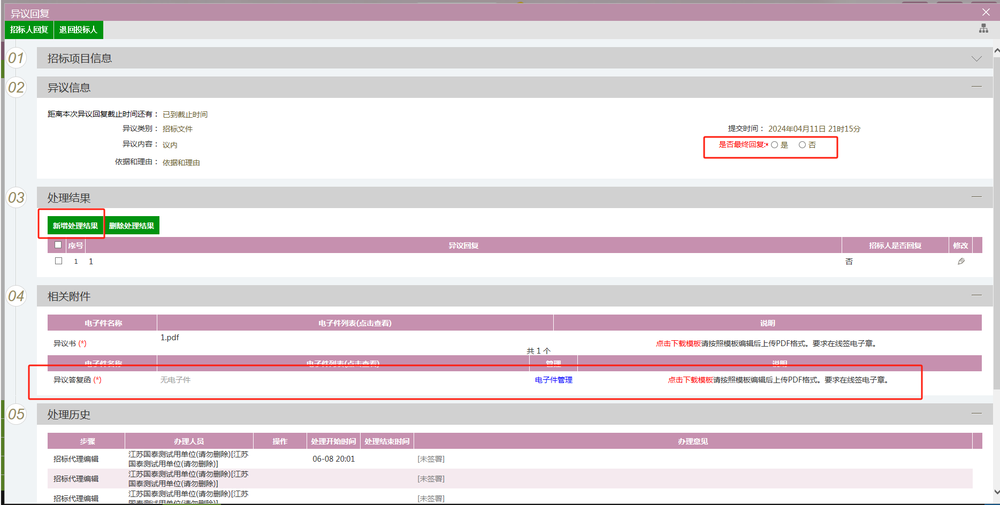 异议回复
招标人回复 退回投标人
01 招标项目信息
02 异议信息
距离本次异议回复截止时间还有： 已到截止时间
异议类别： 招标文件 提交时间： 2024年04月11日 21时15分
异议内容： 议内 是否最终回复:* 是 否
依据和理由： 依据和理由
03 处理结果
新增处理结果 删除处理结果
序号 异议回复 招标人是否回复 修改
1 1 否
04 相关附件
电子件名称 电子件列表(点击查看) 说明
异议书 (*) 1.pdf 点击下载模板请按照模板编辑后上传PDF格式。要求在线签电子章。
共 1 个
电子件名称 电子件列表(点击查看) 管理 说明
异议答复函 (*) 无电子件 电子件管理 点击下载模板请按照模板编辑后上传PDF格式。要求在线签电子章。
05 处理历史
步骤 办理人员 操作 处理开始时间 处理结束时间 办理意见
招标代理编辑 江苏国泰测试用单位(请勿删除)[江苏 06-08 20:01 [未签署]
国泰测试用单位(请勿删除)]
招标代理编辑 江苏国泰测试用单位(请勿删除)[江苏 [未签署]
国泰测试用单位(请勿删除)]
招标代理编辑 江苏国泰测试用单位(请勿删除)[江苏 [未签署]
国泰测试用单位(请勿删除)]